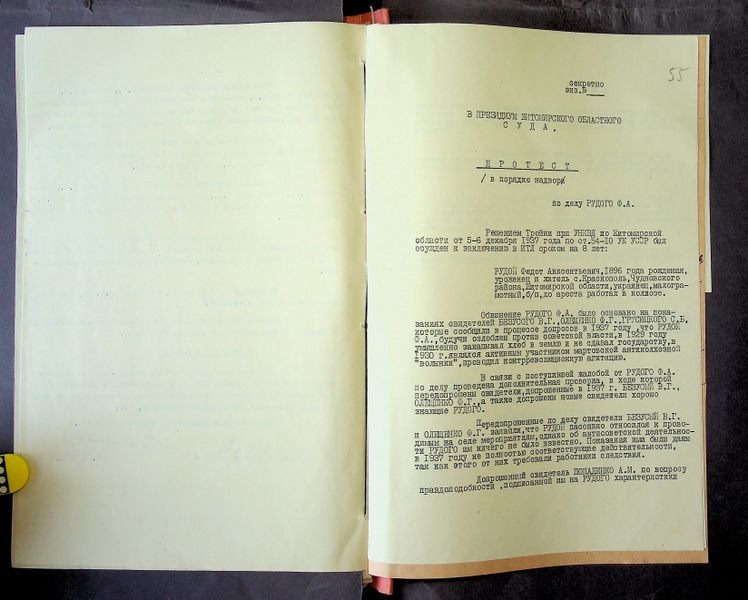 55
секретно
экз.№
В ПРЕЗИДИУМ ЖИТОМИРСКОГО ОБЛАСТНОГО
С У Д А .
П Р О Т Е С Т
/ в порядке надзора/
по делу РУДОГО Ф.А.
Решением Тройки при УНКВД по Житомирской
области от 5-6 декабря 1937 года по ст.54-10 УК УССР был
осужден к заключению в ИТЛ сроком на 8 лет:
РУДОЙ Федот Авксентьевич,1896 года рождения,
уроженец и житель с.Краснополь,Чудновского
района,Житомирской области,украинец,малогра-
мотный,б/п,до ареста работал в колхозе.
Обвинение РУДОГО Ф.А. было основано на пока-
заниях свидетелей БЕЗУСОГО В.Г.,ОЛЕЩЕНКО Ф.Г.,ГРУСИЦКОГО С.Б,
которые сообщили в процессе допросов в 1937 году ,что РУДОЙ
Ф.А.,будучи озлоблен против советской власти,в 1929 году
умышленно закапывал хлеб в землю и не сдавал государству,в
1930 г.являлся активным участником мартовской антиколхозной
"волынки",проводил контрреволюционную агитацию.
В связи с поступившей жалобой от РУДОГО Ф.А.
по делу проведена дополнительная проверка, в ходе которой
передопрошены свидетели,допрошенные в 1937 г. БЕЗУСЫЙ В.Г.,
ОЛЕЩЕНКО Ф.Г.,а также допрошены новые свидетели хорошо
знающие РУДОГО.
Передопрошенные по делу свидетели БЕЗУСЫЙ В.Г.
и ОЛЕЩЕНКО Ф.Г. заявили,что РУДОЙ пассивно относился к прово-
димым на селе мероприятиям,однако об антисоветской деятельнос-
ти РУДОГО им ничего не было известно. Показания ими были даны
в 1937 году не полностью соответствующие действительности,
так как этого от них требовали работники следствия.
Допрошенный свидетель А.М. по вопросу
правдоподобности ,подписанной им на РУДОГО характеристики